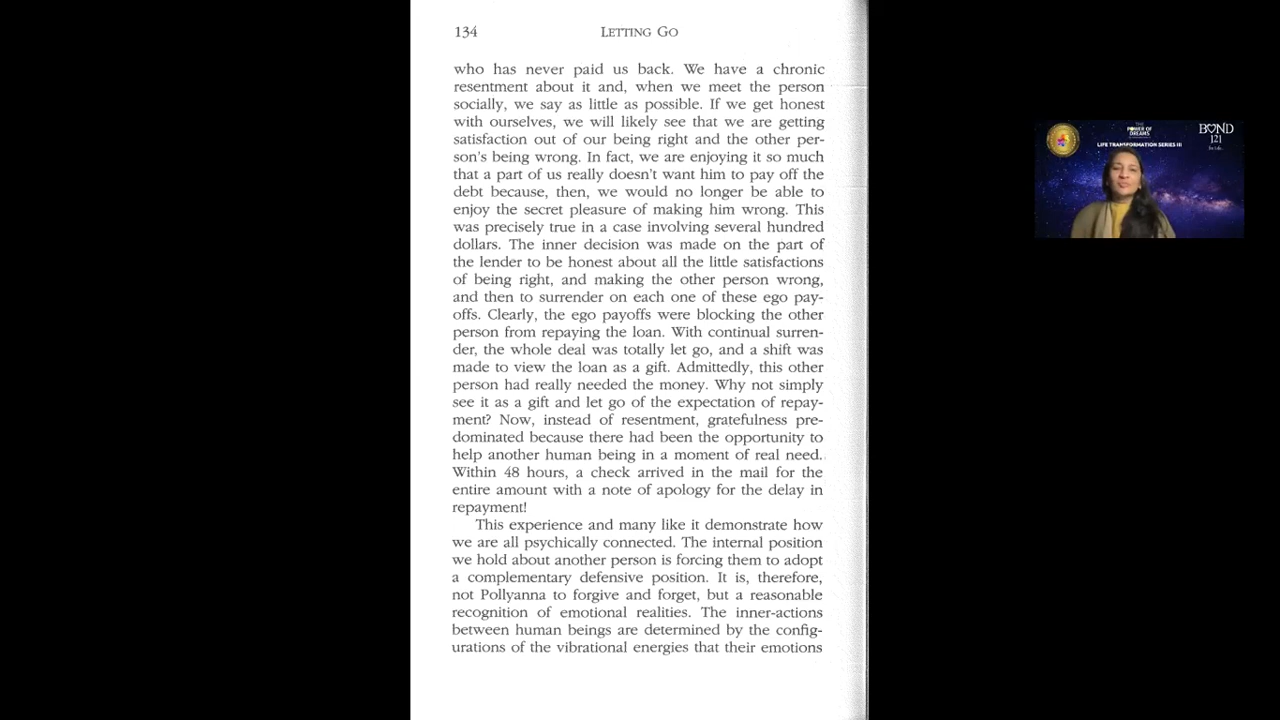 134
LETTING GO
who has never paid us back. We have a chronic
resentment about it and, when we meet the person
socially, we say as little as possible. If we get honest
with ourselves, we will likely see that we are getting
satisfaction out of our being right and the other per-
son's being wrong. In fact, we are enjoying it so much
that a part of us really doesn't want him to pay off the
debt because, then, we would no longer be able to
enjoy the secret pleasure of making him wrong. This
was precisely true in a case involving several hundred
dollars. The inner decision was made on the part of
the lender to be honest about all the little satisfactions
of being right, and making the other person wrong,
and then to surrender on each one of these ego pay-
offs. Clearly, the ego payoffs were blocking the other
person from repaying the loan. With continual surren-
der, the whole deal was totally let go, and a shift was
made to view the loan as a gift. Admittedly, this other
person had really needed the money. Why not simply
see it as a gift and let go of the expectation of repay-
ment? Now, instead of resentment, gratefulness pre-
dominated because there had been the opportunity to
help another human being in a moment of real need.
Within 48 hours, a check arrived in the mail for the
entire amount with a note of apology for the delay in
repayment!
This experience and many like it demonstrate how
we are all psychically connected. The internal position
we hold about another person is forcing them to adopt
a complementary defensive position. It is, therefore,
not Pollyanna to forgive and forget, but a reasonable
recognition of emotional realities. The inner-actions
between human beings are determined by the config-
urations of the vibrational energies that their emotions
THE
POWER OF
DREAMS
LIFE TRANSFORMATION SERIES III
BOND
121